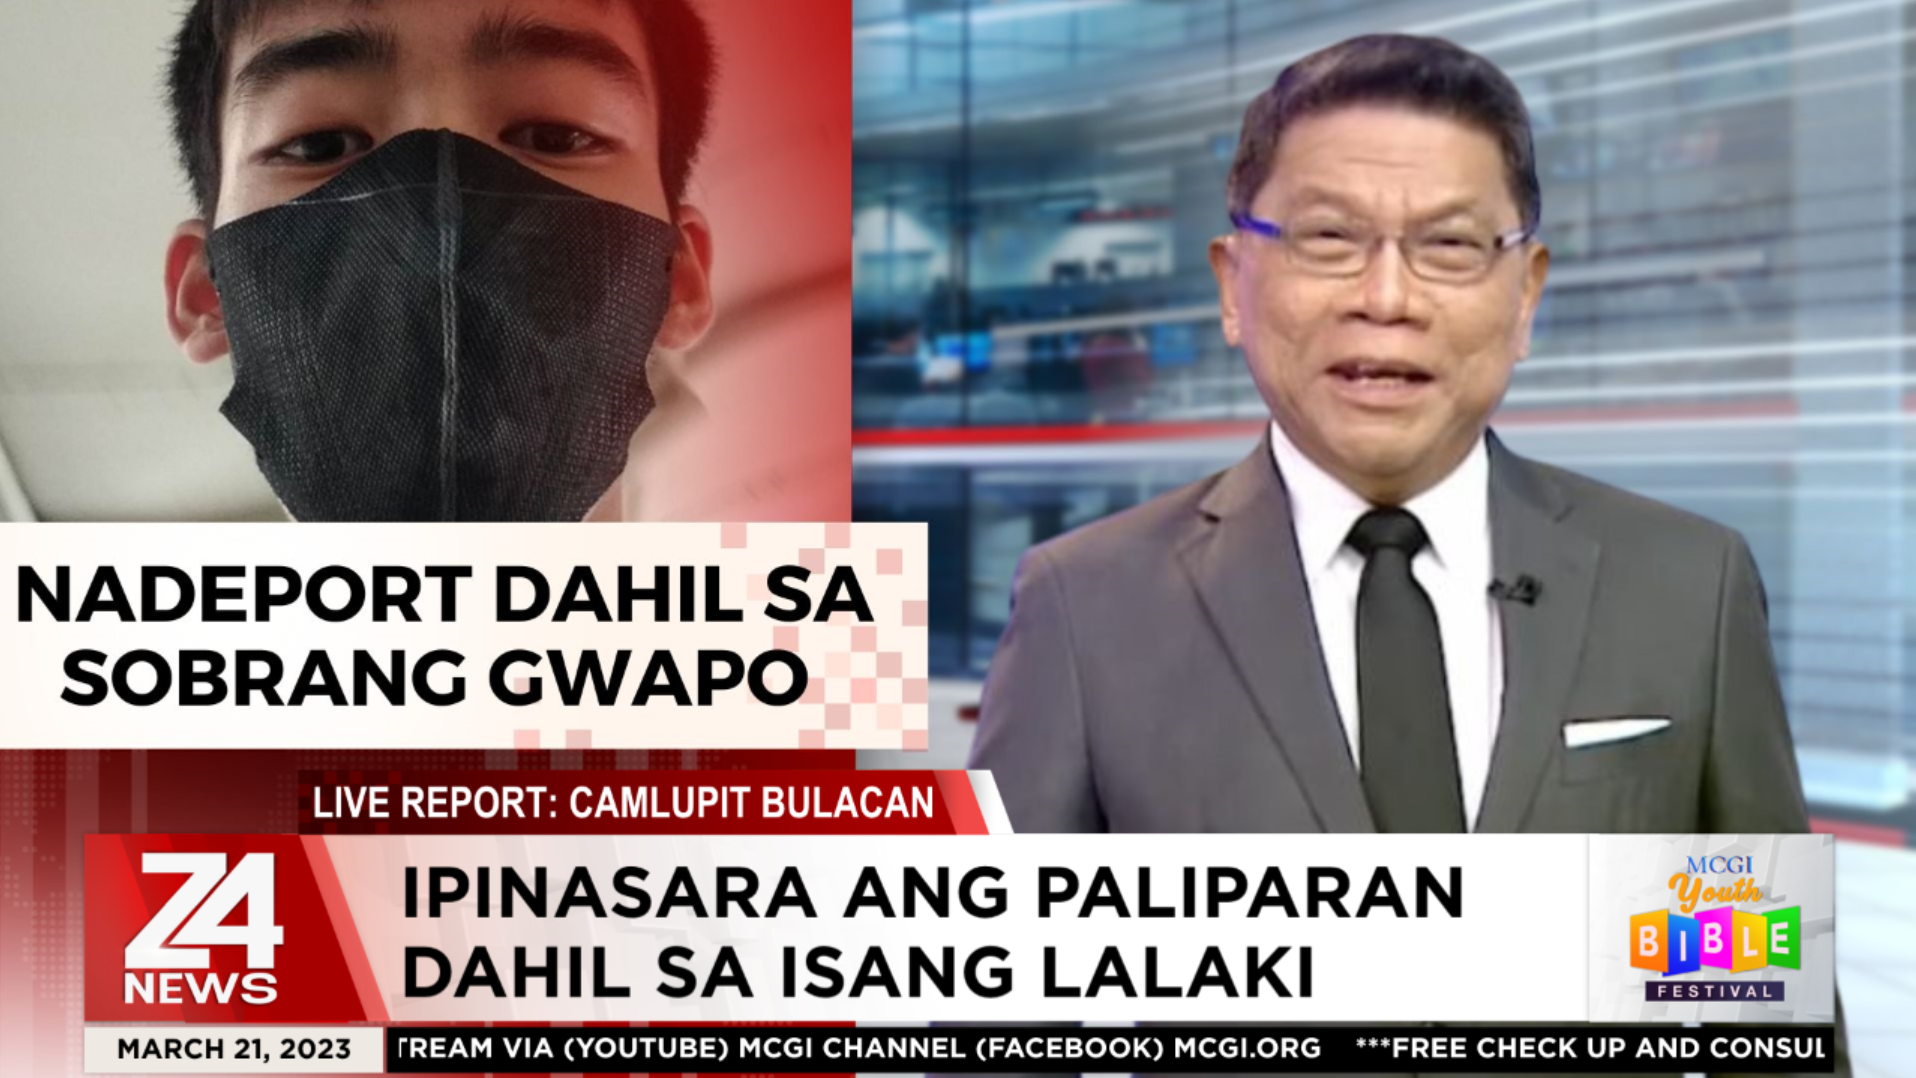 NADEPORT DAHIL SA
SOBRANG GWAPO
LIVE REPORT: CAMLUPIT BULACAN
Z4
NEWS
IPINASARA ANG PALIPARAN
DAHIL SA ISANG LALAKI
MCGI
Youth
BIBLE
FESTIVAL
MARCH 21, 2023
TREAM VIA (YOUTUBE) MCGI CHANNEL (FACEBOOK) MCGI.ORG ***FREE CHECK UP AND CONSUL